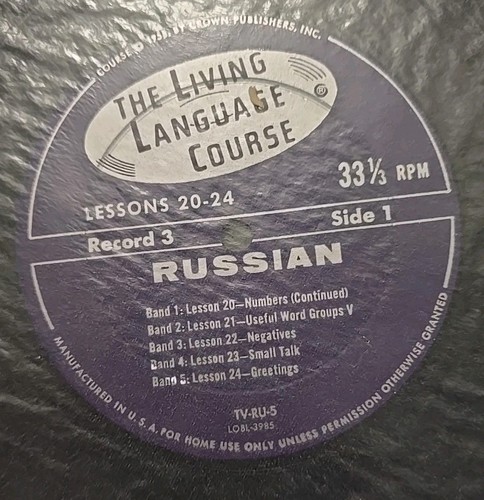 COURSE © 1958, BY CROWN PUBLISHERS, INC.
THE LIVING
LANGUAGE ®
COURSE
33⅓ RPM
LESSONS 20-24
Record 3
Side 1
RUSSIAN
Band 1: Lesson 20—Numbers (Continued)
Band 2: Lesson 21—Useful Word Groups V
Band 3: Lesson 22—Negatives
Band 4: Lesson 23—Small Talk
Band 5: Lesson 24—Greetings
TV-RU-5
LOBL-3985
MANUFACTURED IN U. S. A. FOR HOME USE ONLY UNLESS PERMISSION OTHERWISE GRANTED